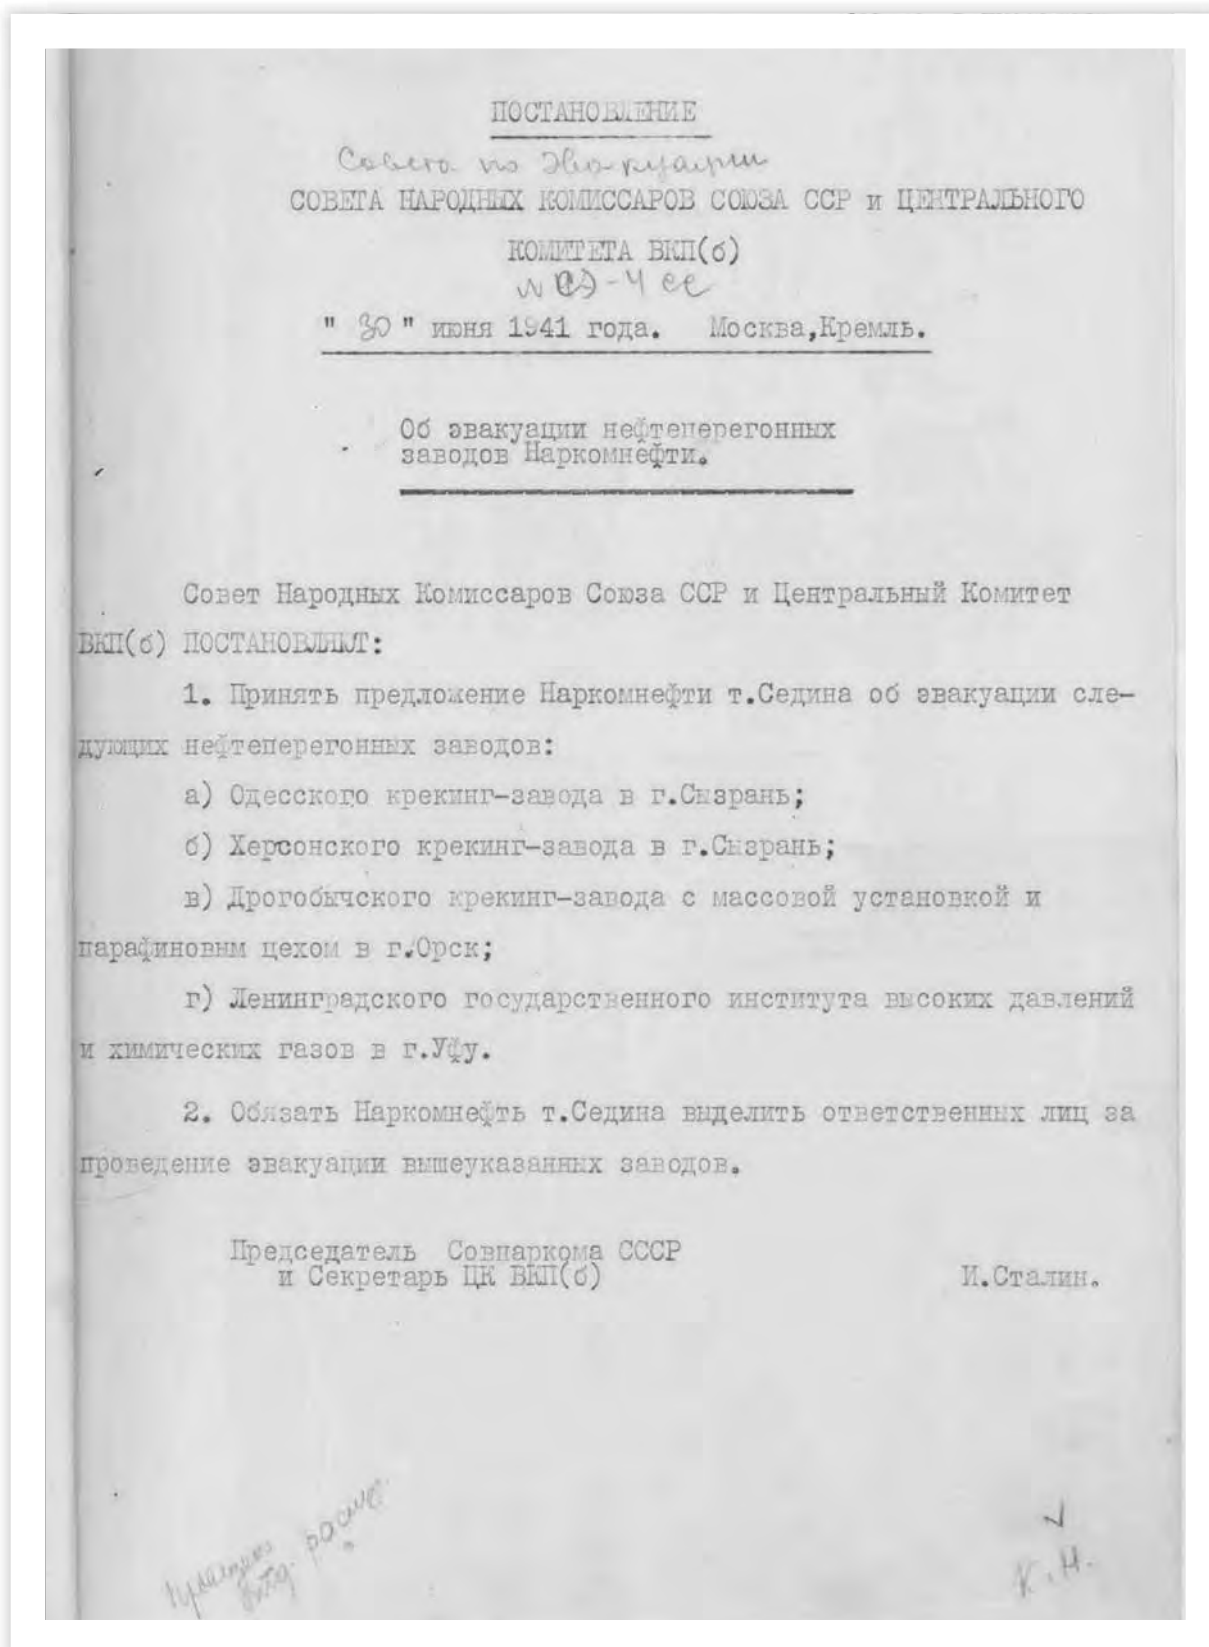 ПОСТАНОВЛЕНИЕ
Совета по Эвакуации
СОВЕТА НАРОДНЫХ КОМИССАРОВ СОЮЗА ССР и ЦЕНТРАЛЬНОГО
КОМИТЕТА ВКП(б)
№ СЭ-4 сс
" 30 " июня 1941 года. Москва,Кремль.
Об эвакуации нефтеперегонных
заводов Наркомнефти.
Совет Народных Комиссаров Союза ССР и Центральный Комитет
ВКП(б) ПОСТАНОВЛЯЮТ:
1. Принять предложение Наркомнефти т.Седина об эвакуации сле-
дующих нефтеперегонных заводов:
а) Одесского крекинг-завода в г.Сызрань;
б) Херсонского крекинг-завода в г.Сызрань;
в) Дрогобычского крекинг-завода с массовой установкой и
парафиновым цехом в г.Орск;
г) Ленинградского государственного института высоких давлений
и химических газов в г.Уфу.
2. Обязать Наркомнефть т.Седина выделить ответственных лиц за
проведение эвакуации вышеуказанных заводов.
Председатель Совнаркома СССР
и Секретарь ЦК ВКП(б) И.Сталин.
К.Н.